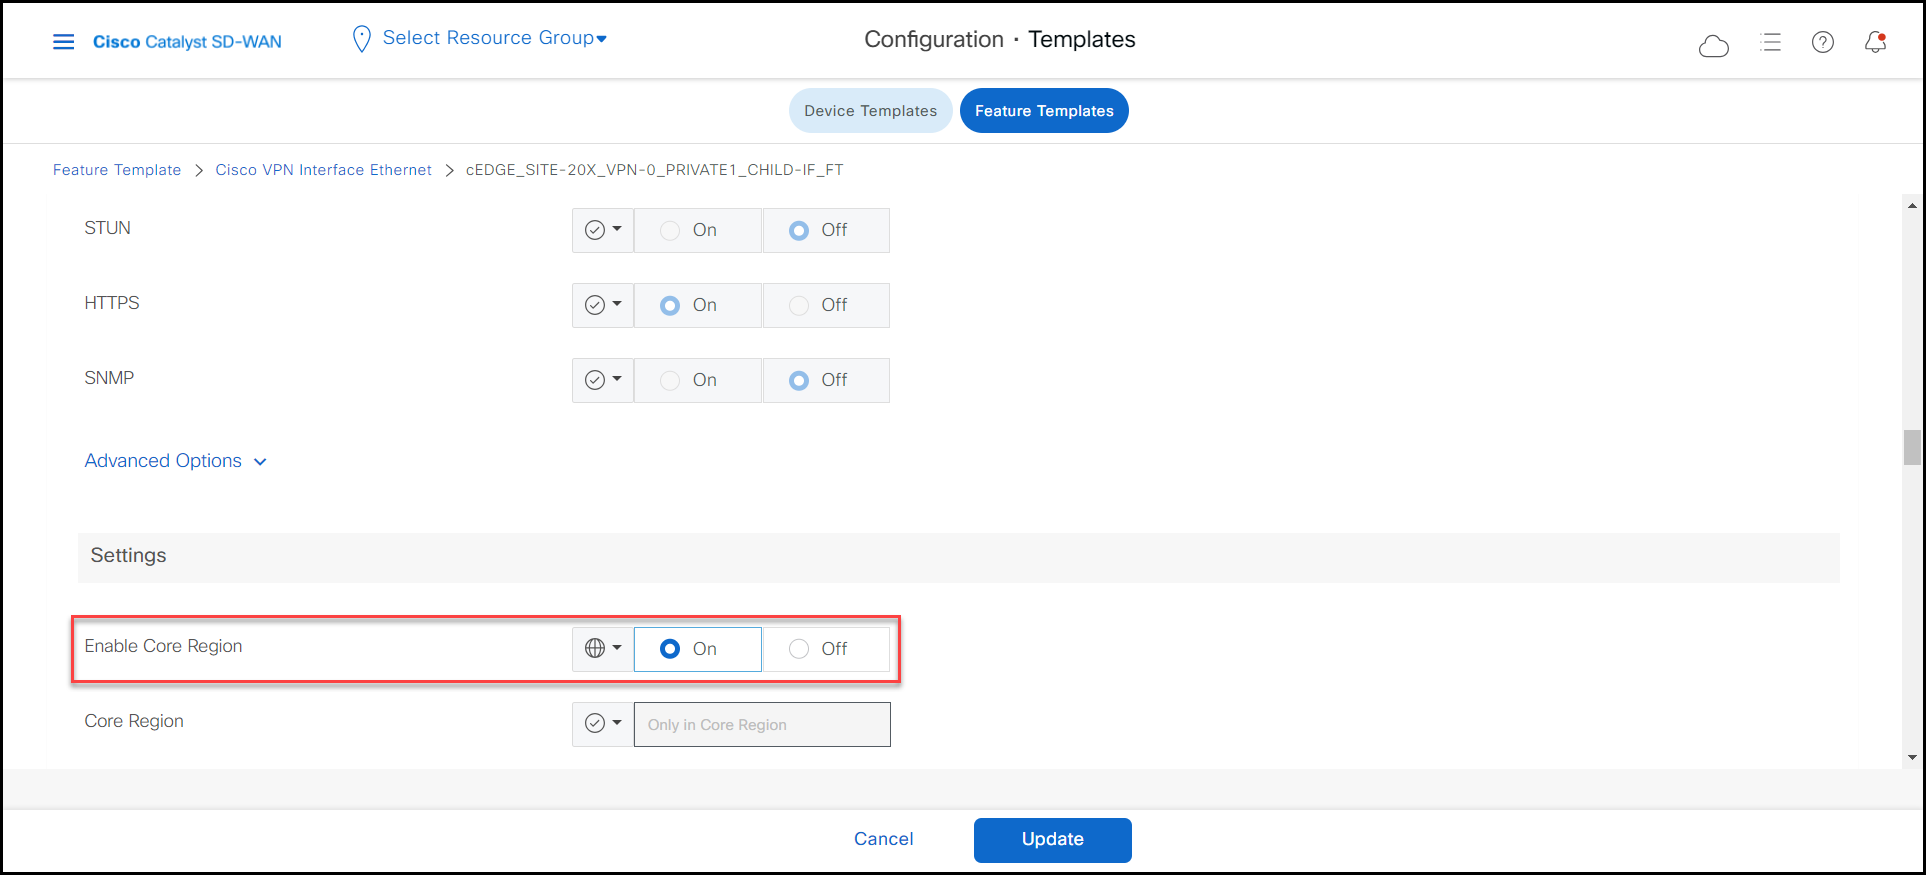 Cisco Catalyst SD-WAN
Select Resource Group
Configuration · Templates
Device Templates
Feature Templates
Feature Template > Cisco VPN Interface Ethernet > cEDGE_SITE-20X_VPN-0_PRIVATE1_CHILD-IF_FT
STUN On Off
HTTPS On Off
SNMP On Off
Advanced Options
Settings
Enable Core Region On Off
Core Region Only in Core Region
Cancel Update